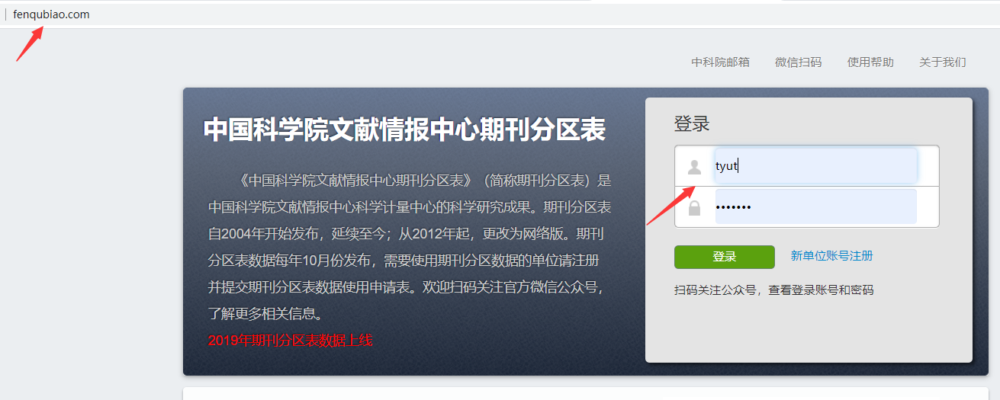 fenqubiao.com
中科院邮箱 微信扫码 使用帮助 关于我们
中国科学院文献情报中心期刊分区表
《中国科学院文献情报中心期刊分区表》（简称期刊分区表）是
中国科学院文献情报中心科学计量中心的科学研究成果。期刊分区表
自2004年开始发布，延续至今；从2012年起，更改为网络版。期刊
分区表数据每年10月份发布，需要使用期刊分区数据的单位请注册
并提交期刊分区表数据使用申请表。欢迎扫码关注官方微信公众号，
了解更多相关信息。
2019年期刊分区表数据上线
登录
tyut
•••••••
登录 新单位账号注册
扫码关注公众号，查看登录账号和密码